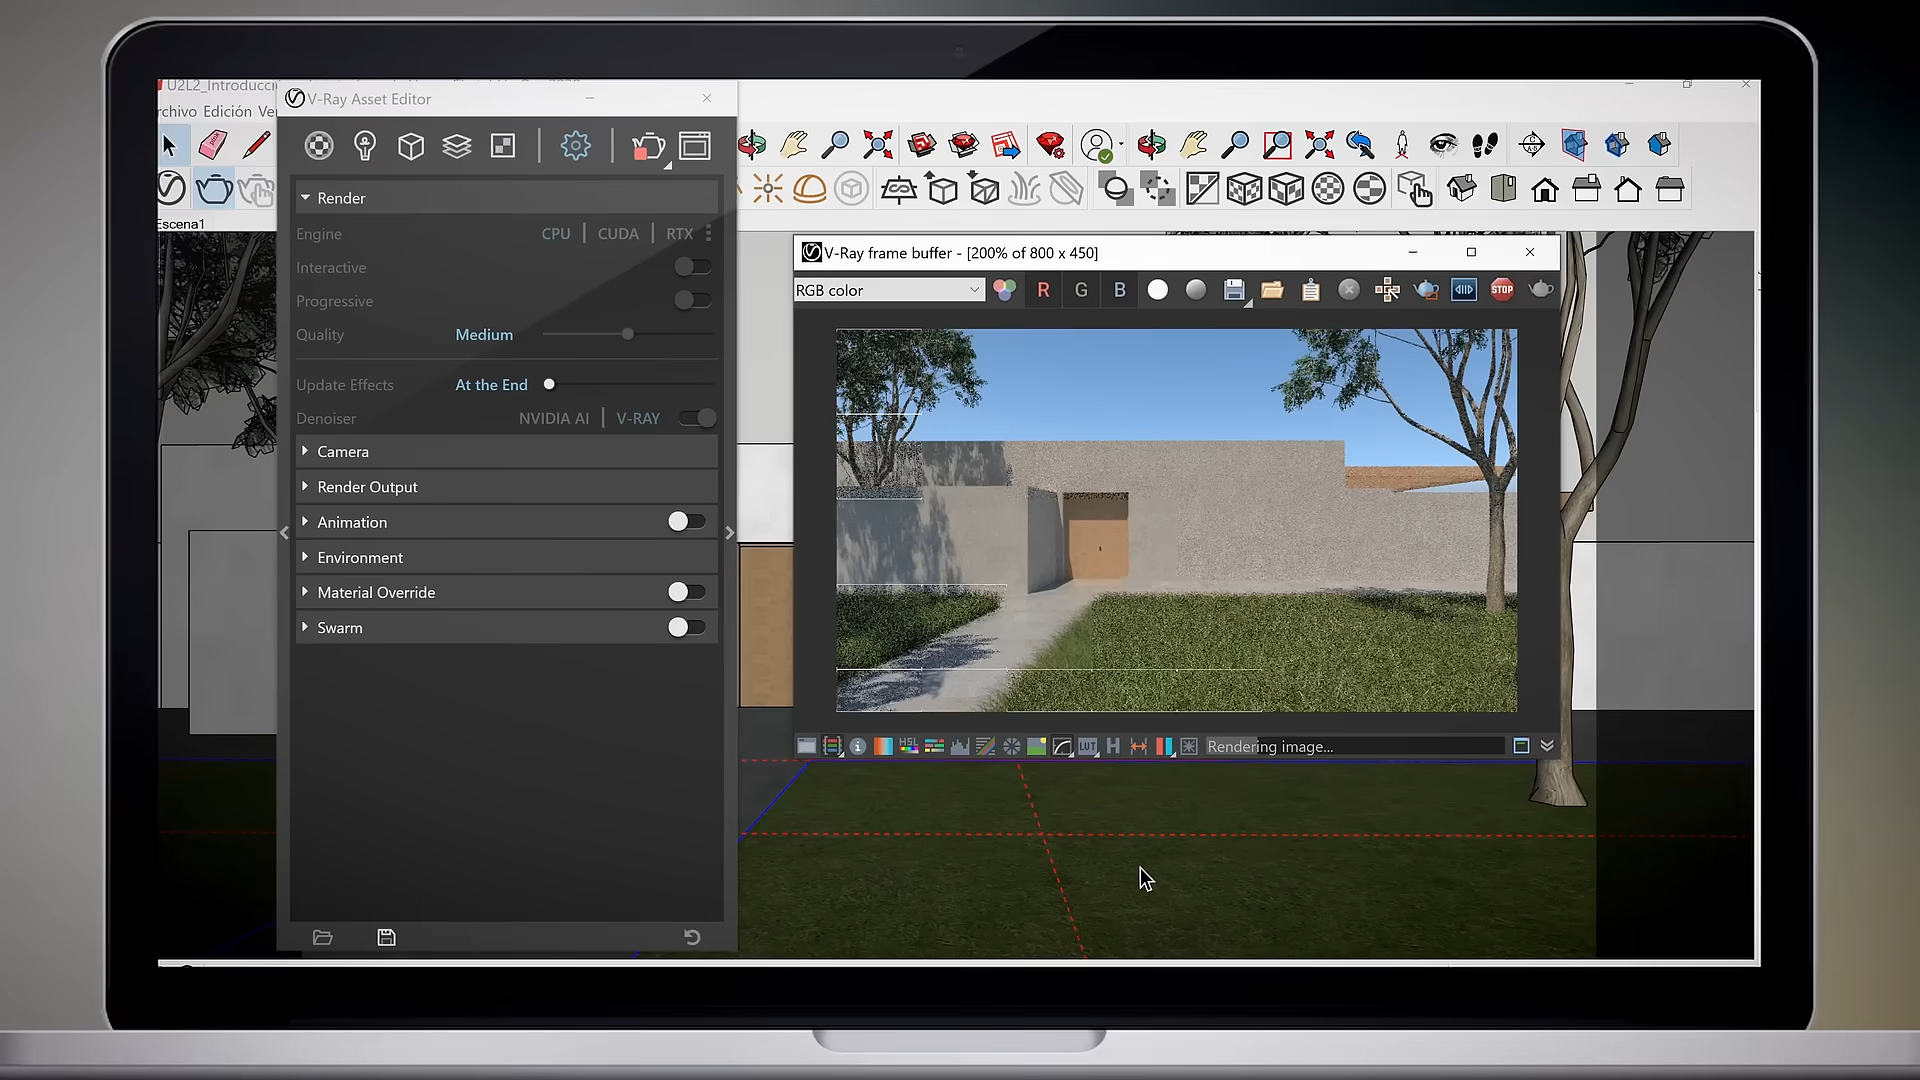 U2L2_Introducci
V-Ray Asset Editor
rchivo Edición Ve
Escena1
Render
Engine CPU | CUDA | RTX
Interactive
Progressive
Quality Medium
Update Effects At the End
Denoiser NVIDIA AI | V-RAY
Camera
Render Output
Animation
Environment
Material Override
Swarm
V-Ray frame buffer - [200% of 800 x 450]
RGB color R G B STOP
HSL LUT H Rendering image...